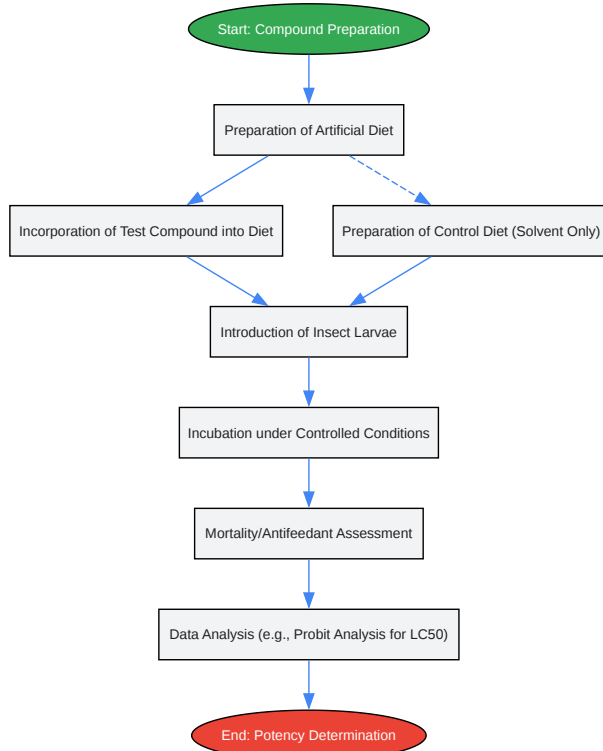 Start: Compound Preparation
Preparation of Artificial Diet
Incorporation of Test Compound into Diet
Preparation of Control Diet (Solvent Only)
Introduction of Insect Larvae
Incubation under Controlled Conditions
Mortality/Antifeedant Assessment
Data Analysis (e.g., Probit Analysis for LC50)
End: Potency Determination